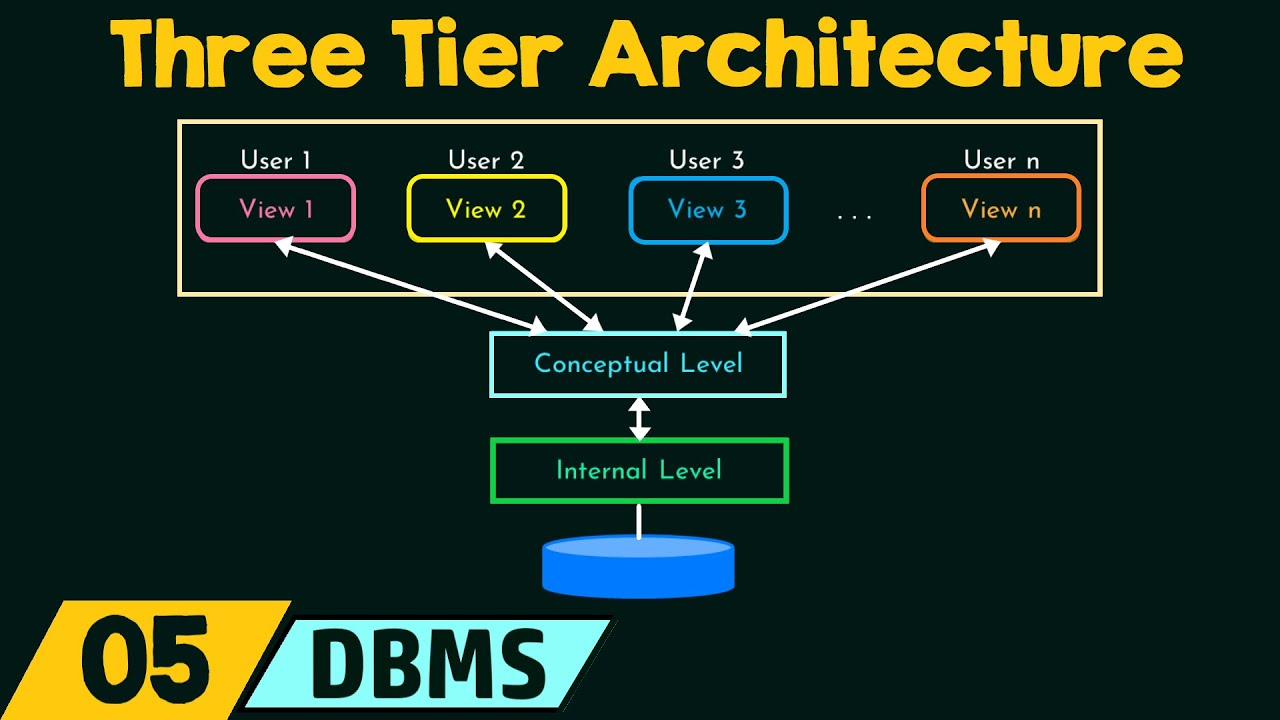 Three Tier Architecture
User 1 User 2 User 3 User n
View 1 View 2 View 3 . . . View n
Conceptual Level
Internal Level
05 DBMS